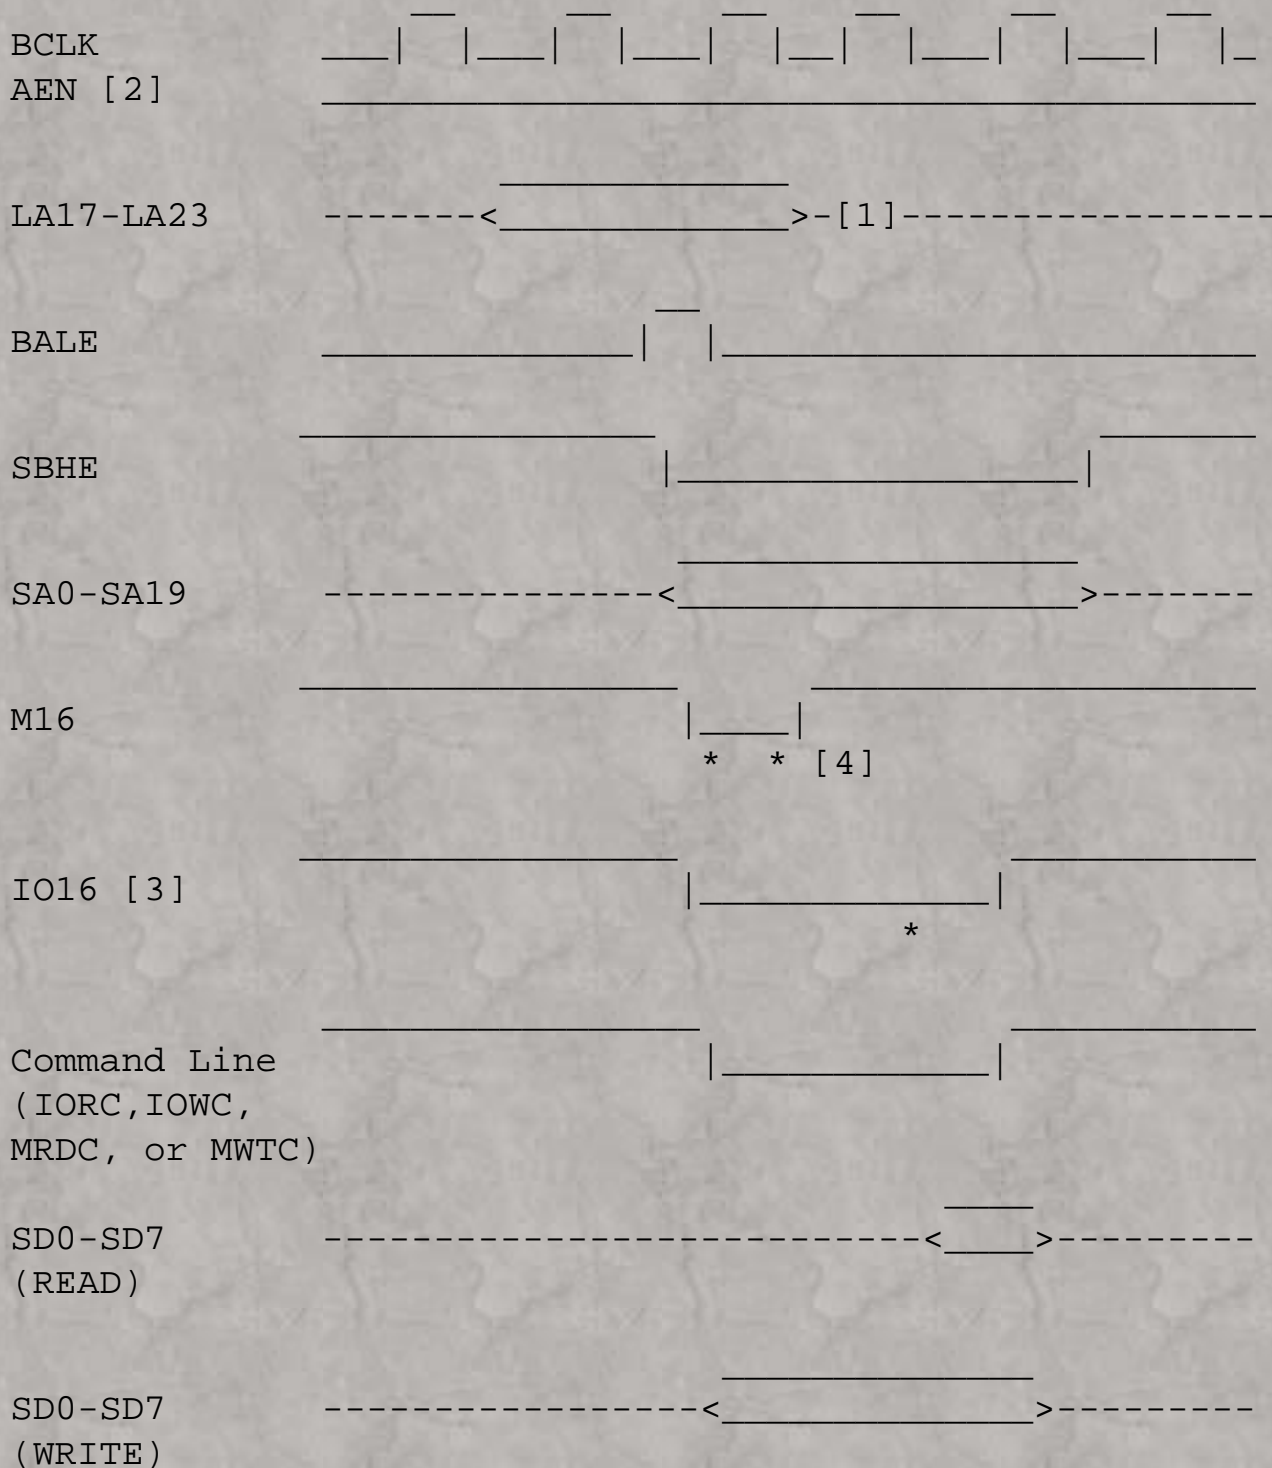 BCLK
AEN [2]
LA17-LA23
[1]
BALE
SBHE
SA0-SA19
M16
* * [4]
IO16 [3]
*
Command Line
(IORC,IOWC,
MRDC, or MWTC)
SD0-SD7
(READ)
SD0-SD7
(WRITE)